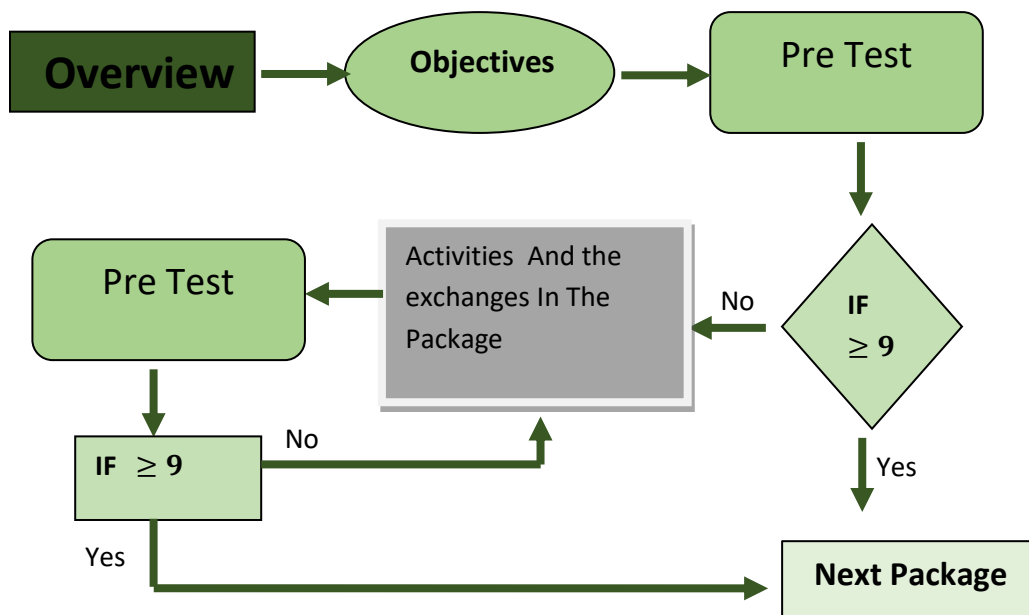 Overview
Objectives
Pre Test
IF
≥ 9
No
Yes
Activities And the
exchanges In The
Package
Pre Test
IF ≥ 9
No
Yes
Next Package